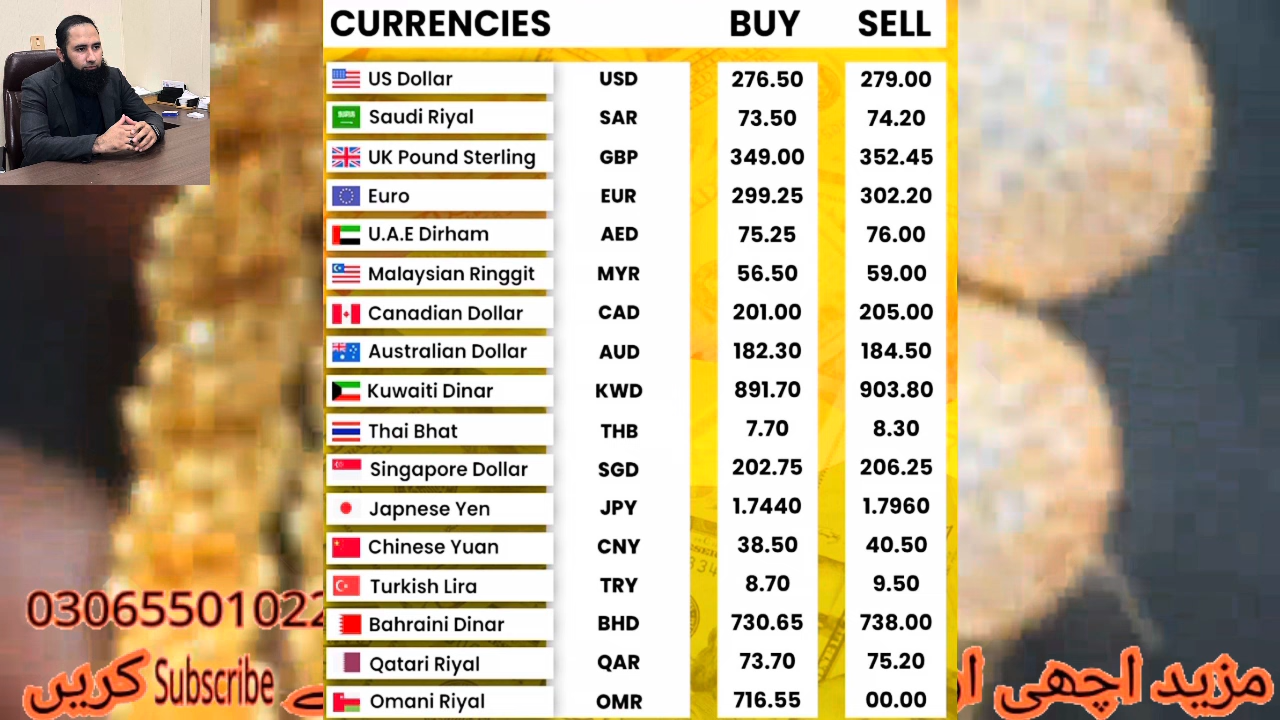 CURRENCIES BUY SELL
US Dollar USD 276.50 279.00
Saudi Riyal SAR 73.50 74.20
UK Pound Sterling GBP 349.00 352.45
Euro EUR 299.25 302.20
U.A.E Dirham AED 75.25 76.00
Malaysian Ringgit MYR 56.50 59.00
Canadian Dollar CAD 201.00 205.00
Australian Dollar AUD 182.30 184.50
Kuwaiti Dinar KWD 891.70 903.80
Thai Bhat THB 7.70 8.30
Singapore Dollar SGD 202.75 206.25
Japnese Yen JPY 1.7440 1.7960
Chinese Yuan CNY 38.50 40.50
Turkish Lira TRY 8.70 9.50
Bahraini Dinar BHD 730.65 738.00
Qatari Riyal QAR 73.70 75.20
Omani Riyal OMR 716.55 00.00
03065501022
مزید اچھی
Subscribe کریں